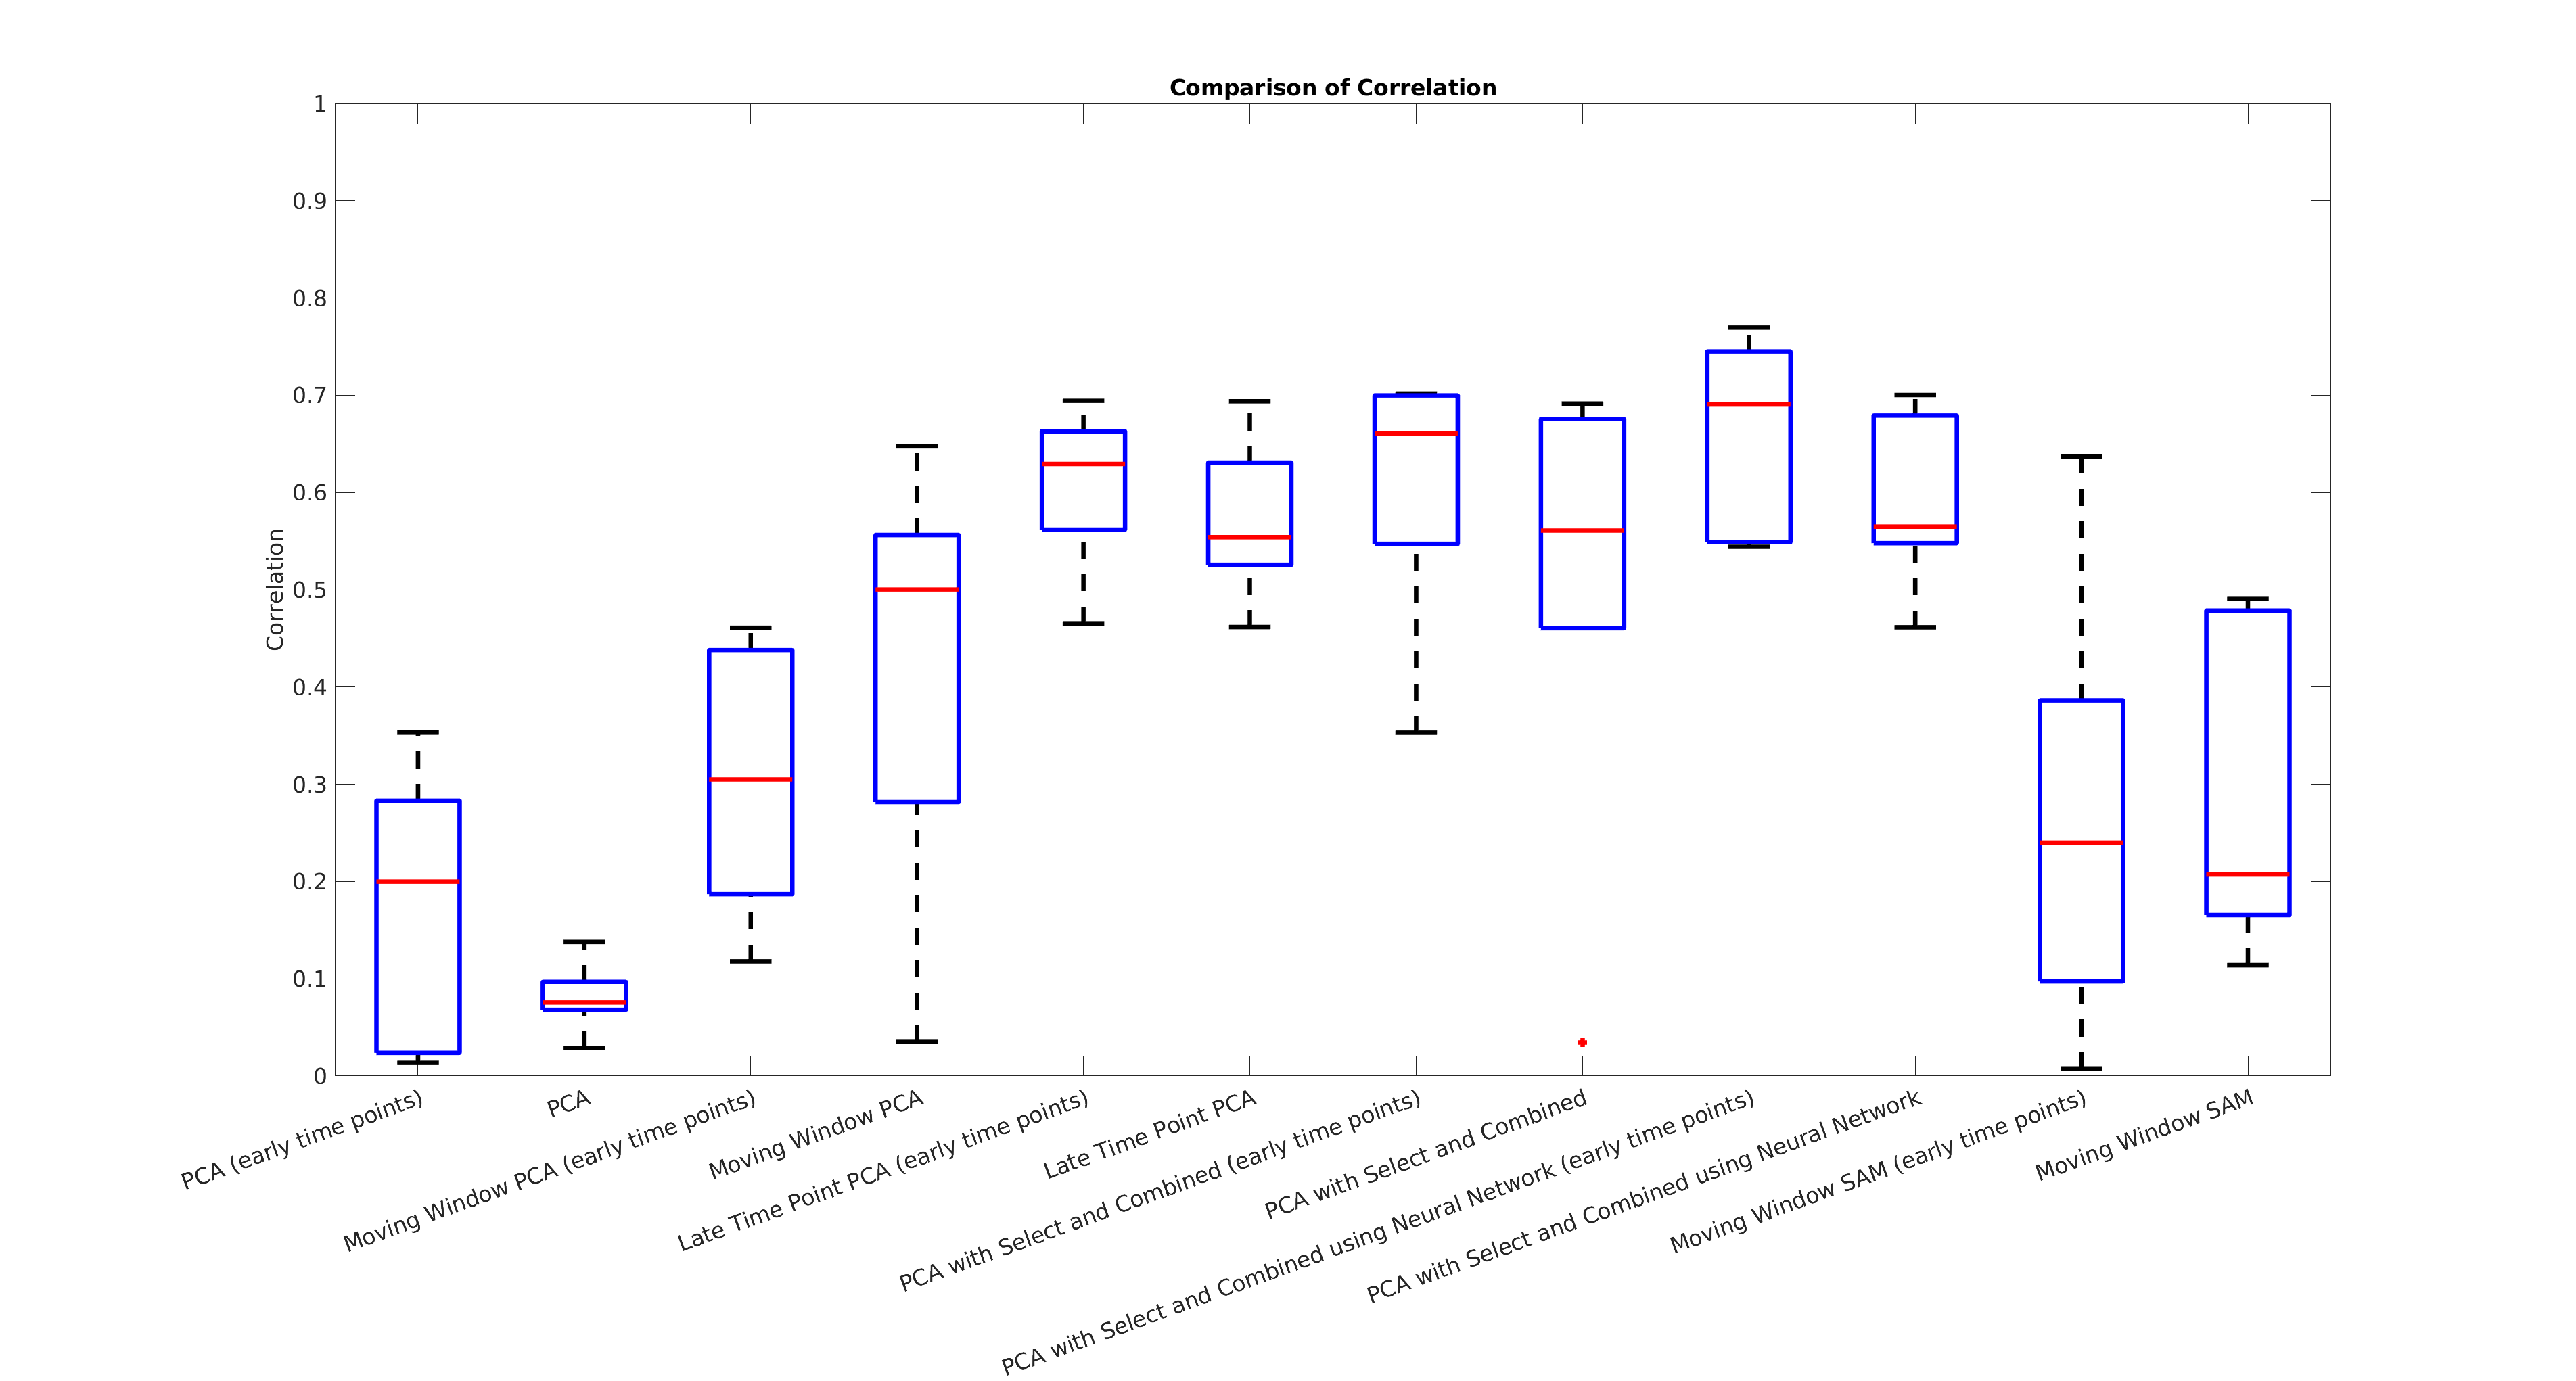 Comparison of Correlation
1
0.9
0.8
0.7
0.6
0.5
0.4
0.3
0.2
0.1
0
Correlation
PCA (early time points)
PCA
Moving Window PCA (early time points)
Moving Window PCA
Late Time Point PCA (early time points)
Late Time Point PCA
PCA with Select and Combined (early time points)
PCA with Select and Combined
PCA with Select and Combined using Neural Network (early time points)
PCA with Select and Combined using Neural Network
Moving Window SAM (early time points)
Moving Window SAM